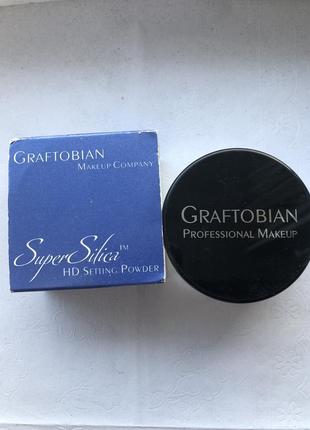 GRAFTOBIAN
MAKEUP COMPANY
SuperSilica™
HD SETTING POWDER
GRAFTOBIAN
PROFESSIONAL MAKEUP